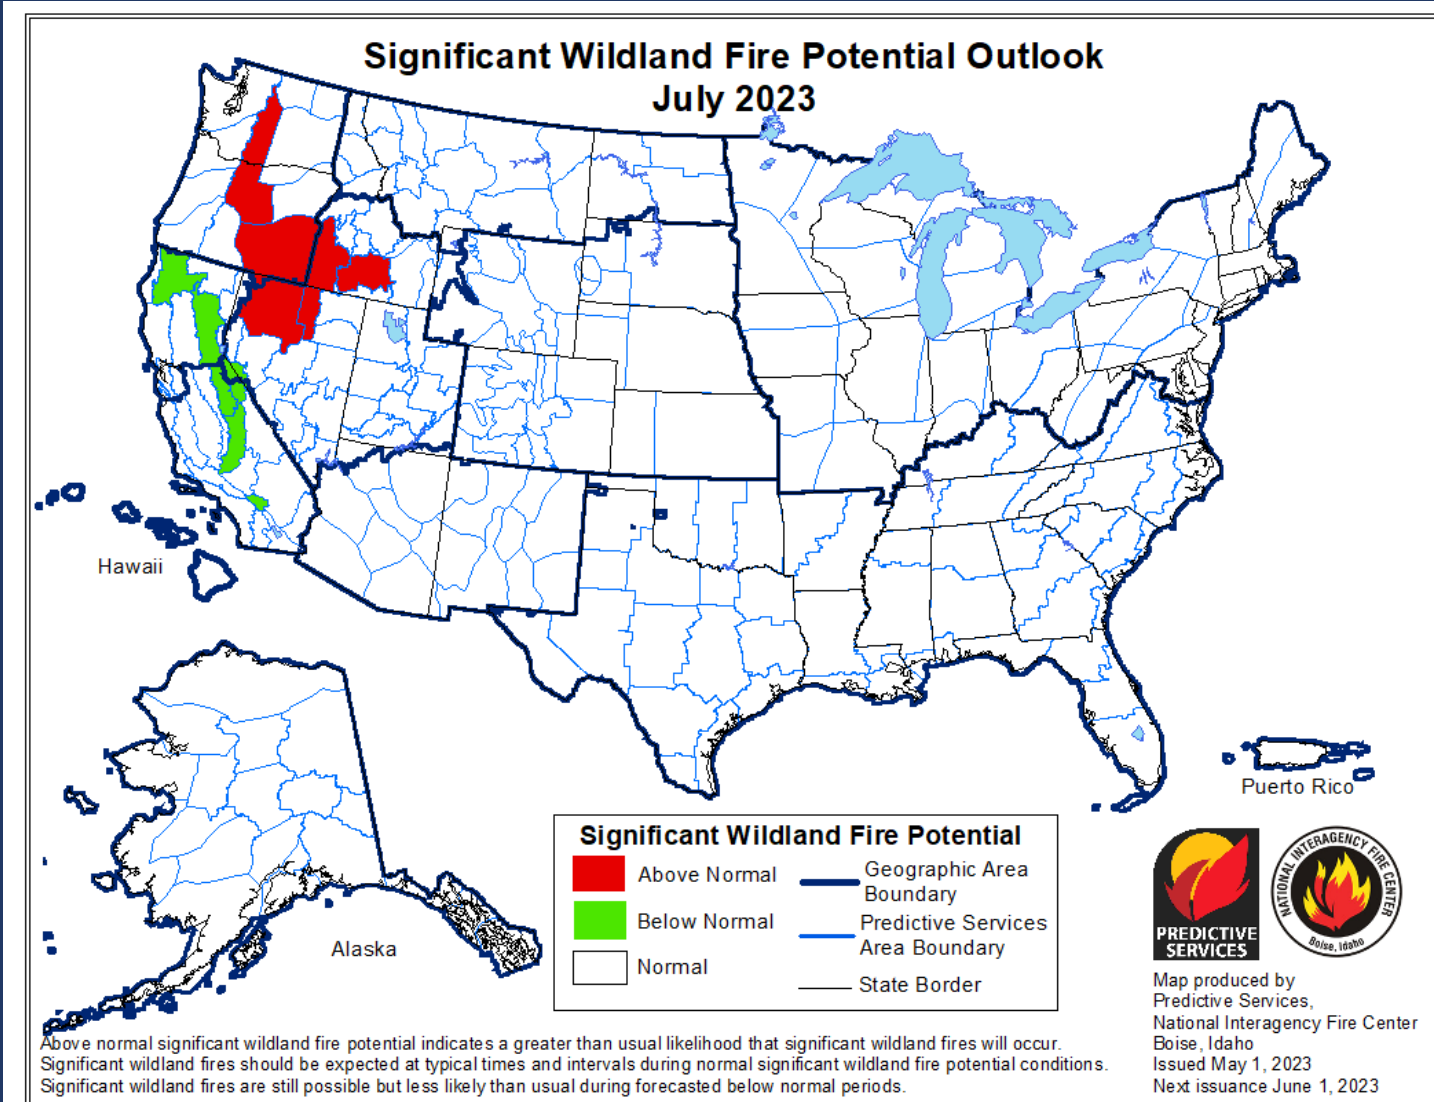 Significant Wildland Fire Potential Outlook
July 2023
Hawaii
Alaska
Puerto Rico
Significant Wildland Fire Potential
Above Normal
Below Normal
Normal
Geographic Area
Boundary
Predictive Services
Area Boundary
State Border
PREDICTIVE
SERVICES
NATIONAL INTERAGENCY FIRE CENTER
Boise, Idaho
Map produced by
Predictive Services,
National Interagency Fire Center
Boise, Idaho
Issued May 1, 2023
Next issuance June 1, 2023
Above normal significant wildland fire potential indicates a greater than usual likelihood that significant wildland fires will occur.
Significant wildland fires should be expected at typical times and intervals during normal significant wildland fire potential conditions.
Significant wildland fires are still possible but less likely than usual during forecasted below normal periods.